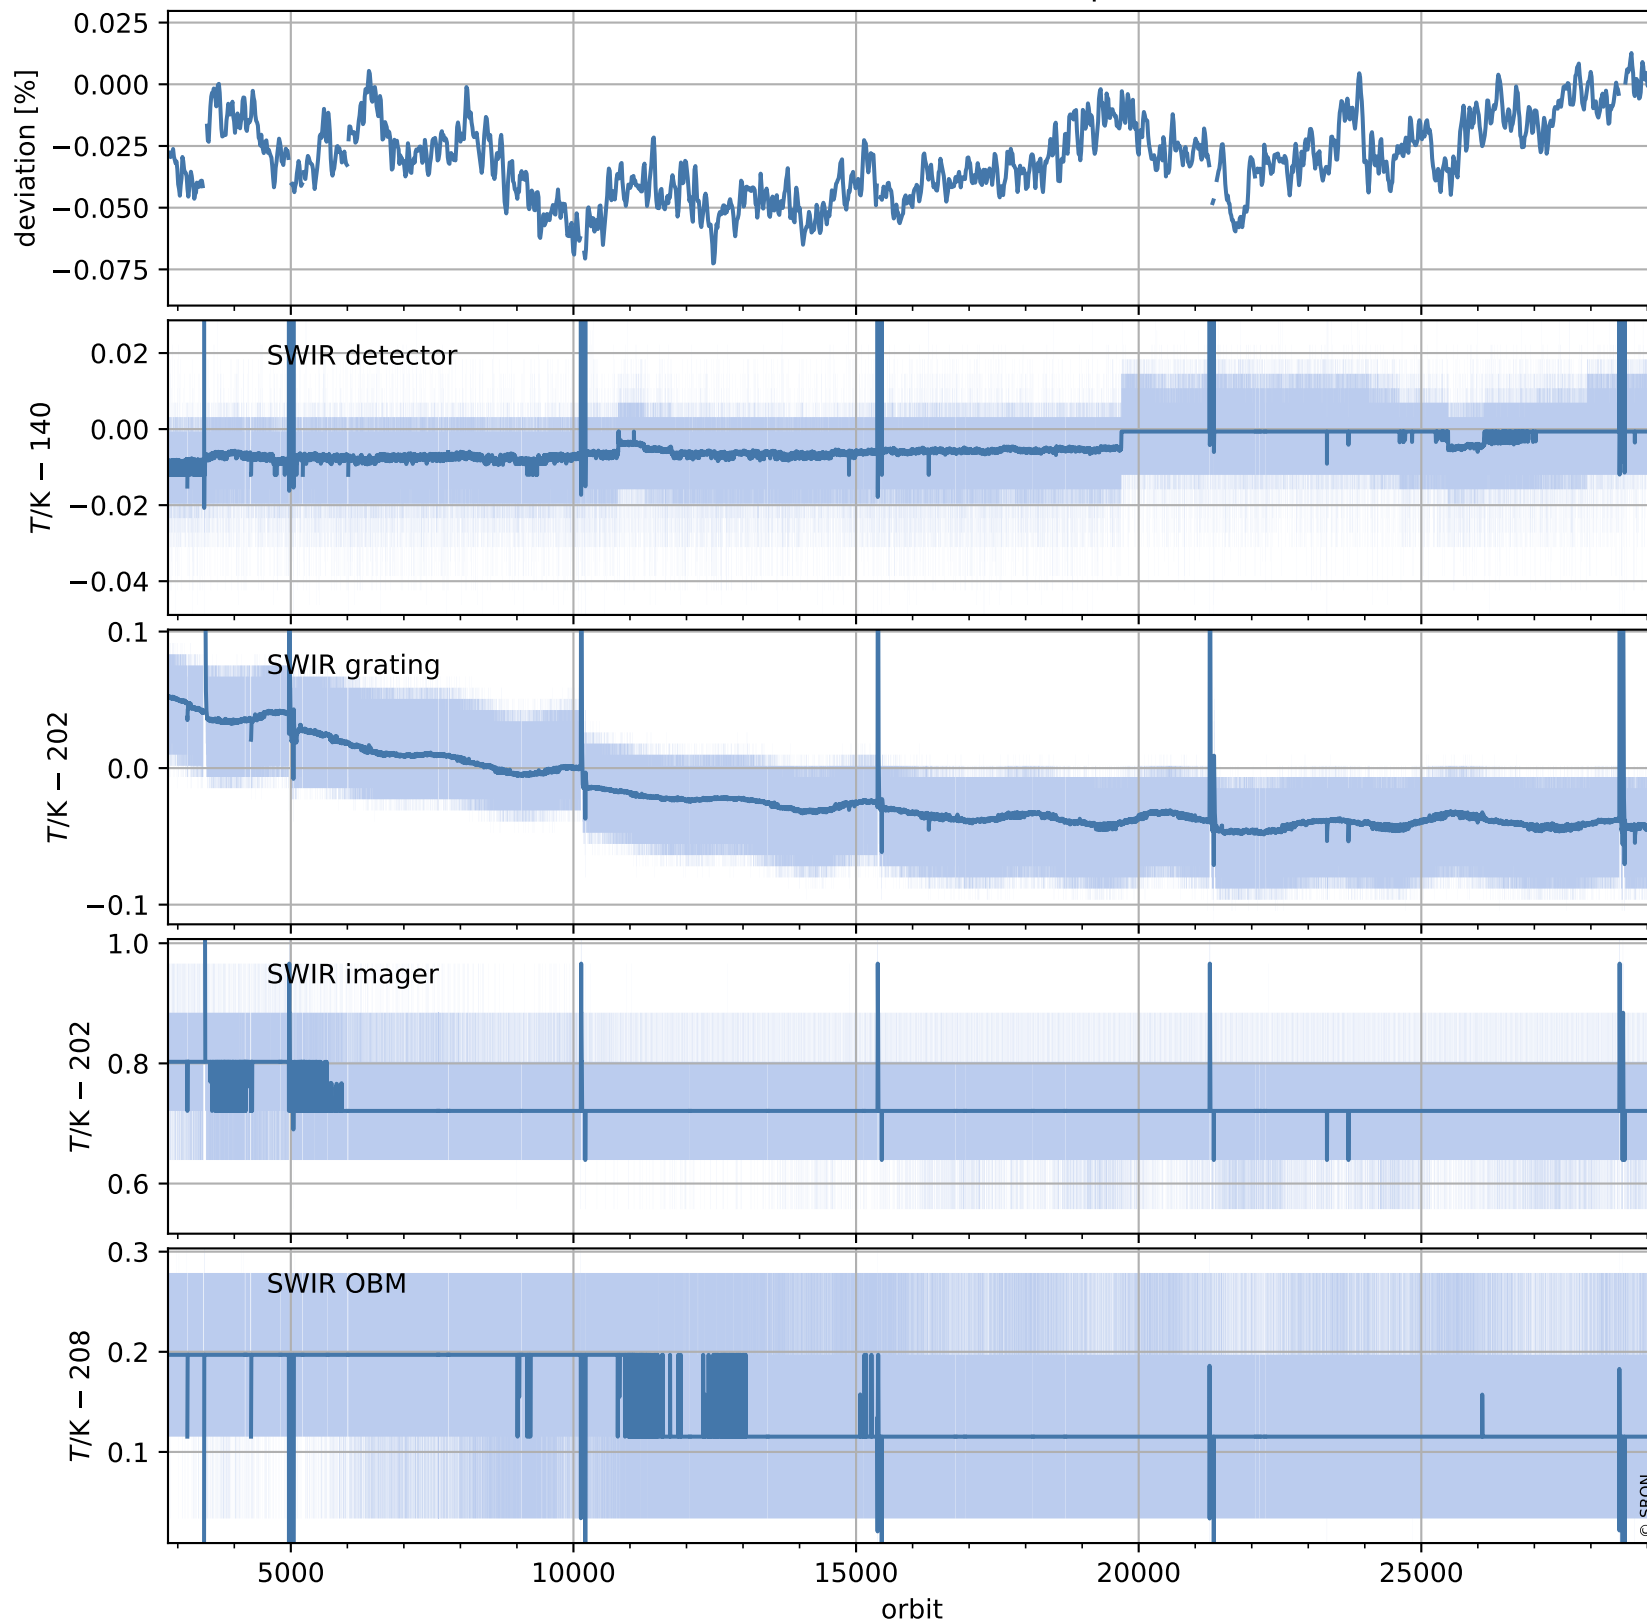 0.025
0.000
−0.025
−0.050
−0.075
deviation [%]
SWIR detector
0.02
0.00
−0.02
−0.04
T/K − 140
SWIR grating
0.1
0.0
−0.1
T/K − 202
SWIR imager
1.0
0.8
0.6
T/K − 202
SWIR OBM
0.3
0.2
0.1
T/K − 208
© SRON
5000 10000 15000 20000 25000
orbit